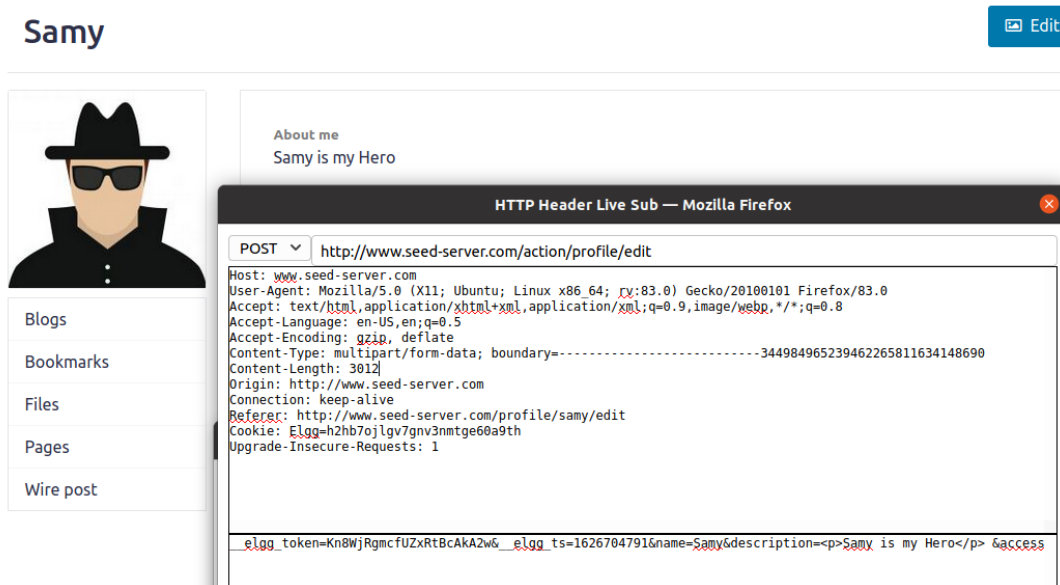 Samy
Edit
About me
Samy is my Hero
Blogs
Bookmarks
Files
Pages
Wire post
HTTP Header Live Sub — Mozilla Firefox
POST http://www.seed-server.com/action/profile/edit
Host: www.seed-server.com
User-Agent: Mozilla/5.0 (X11; Ubuntu; Linux x86_64; rv:83.0) Gecko/20100101 Firefox/83.0
Accept: text/html,application/xhtml+xml,application/xml;q=0.9,image/webp,*/*;q=0.8
Accept-Language: en-US,en;q=0.5
Accept-Encoding: gzip, deflate
Content-Type: multipart/form-data; boundary=---------------------------344984965239462265811634148690
Content-Length: 3012
Origin: http://www.seed-server.com
Connection: keep-alive
Referer: http://www.seed-server.com/profile/samy/edit
Cookie: Elgg=h2hb7ojlgv7gnv3nmtge60a9th
Upgrade-Insecure-Requests: 1
__elgg_token=Kn8WjRgmcfUZxRtBcAkA2w&__elgg_ts=1626704791&name=Samy&description=<p>Samy is my Hero</p> &access